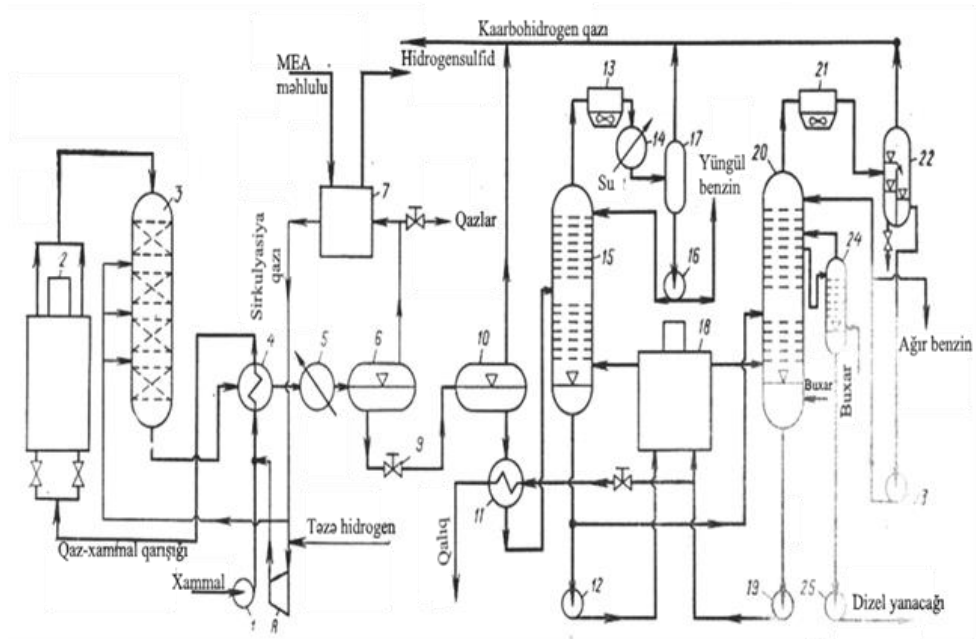 Kaarbohidrogen qazı
Hidrogensulfid
MEA
məhlulu
13
21
14
17
20
22
Su
Yüngül
benzin
3
7
2
Sirkulyasiya
qazı
Qazlar
15
16
24
4
5
6
10
18
Ağır benzin
Buxar
Buxar
9
11
Qalıq
Təzə hidrogen
Qaz-xammal qarışığı
Xammal
1
12
19
25
Dizel yanacağı